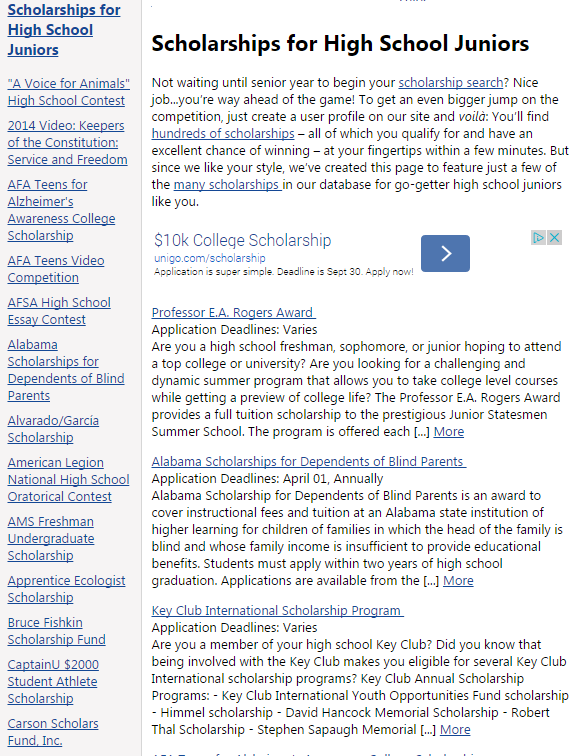 Scholarships for
High School
Juniors
"A Voice for Animals"
High School Contest
2014 Video: Keepers
of the Constitution:
Service and Freedom
AFA Teens for
Alzheimer's
Awareness College
Scholarship
AFA Teens Video
Competition
AFSA High School
Essay Contest
Alabama
Scholarships for
Dependents of Blind
Parents
Alvarado/García
Scholarship
American Legion
National High School
Oratorical Contest
AMS Freshman
Undergraduate
Scholarship
Apprentice Ecologist
Scholarship
Bruce Fishkin
Scholarship Fund
CaptainU $2000
Student Athlete
Scholarship
Carson Scholars
Fund, Inc.
Scholarships for High School Juniors
Not waiting until senior year to begin your scholarship search? Nice
job...you're way ahead of the game! To get an even bigger jump on the
competition, just create a user profile on our site and voilà: You'll find
hundreds of scholarships – all of which you qualify for and have an
excellent chance of winning – at your fingertips within a few minutes. But
since we like your style, we've created this page to feature just a few of
the many scholarships in our database for go-getter high school juniors
like you.
$10k College Scholarship
unigo.com/scholarship
Application is super simple. Deadline is Sept 30. Apply now!
Professor E.A. Rogers Award
Application Deadlines: Varies
Are you a high school freshman, sophomore, or junior hoping to attend
a top college or university? Are you looking for a challenging and
dynamic summer program that allows you to take college level courses
while getting a preview of college life? The Professor E.A. Rogers Award
provides a full tuition scholarship to the prestigious Junior Statesmen
Summer School. The program is offered each [...] More
Alabama Scholarships for Dependents of Blind Parents
Application Deadlines: April 01, Annually
Alabama Scholarship for Dependents of Blind Parents is an award to
cover instructional fees and tuition at an Alabama state institution of
higher learning for children of families in which the head of the family is
blind and whose family income is insufficient to provide educational
benefits. Students must apply within two years of high school
graduation. Applications are available from the [...] More
Key Club International Scholarship Program
Application Deadlines: Varies
Are you a member of your high school Key Club? Did you know that
being involved with the Key Club makes you eligible for several Key Club
International scholarship programs? Key Club Annual Scholarship
Programs: - Key Club International Youth Opportunities Fund scholarship
- Himmel scholarship - David Hancock Memorial Scholarship - Robert
Thal Scholarship - Stephen Sapaugh Memorial [...] More